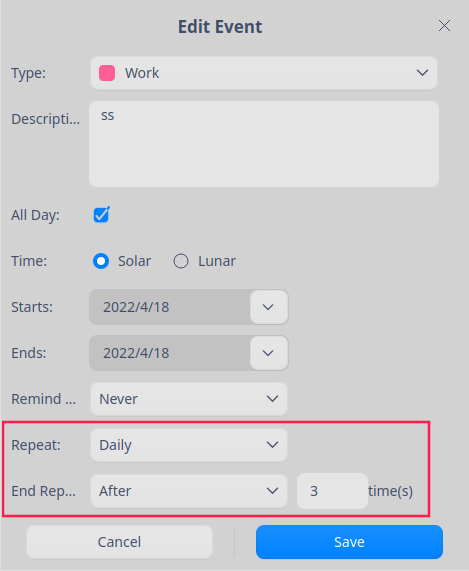 Edit Event
Type: Work
Descripti... ss
All Day:
Time: Solar Lunar
Starts: 2022/4/18
Ends: 2022/4/18
Remind ... Never
Repeat: Daily
End Rep... After 3 time(s)
Cancel Save